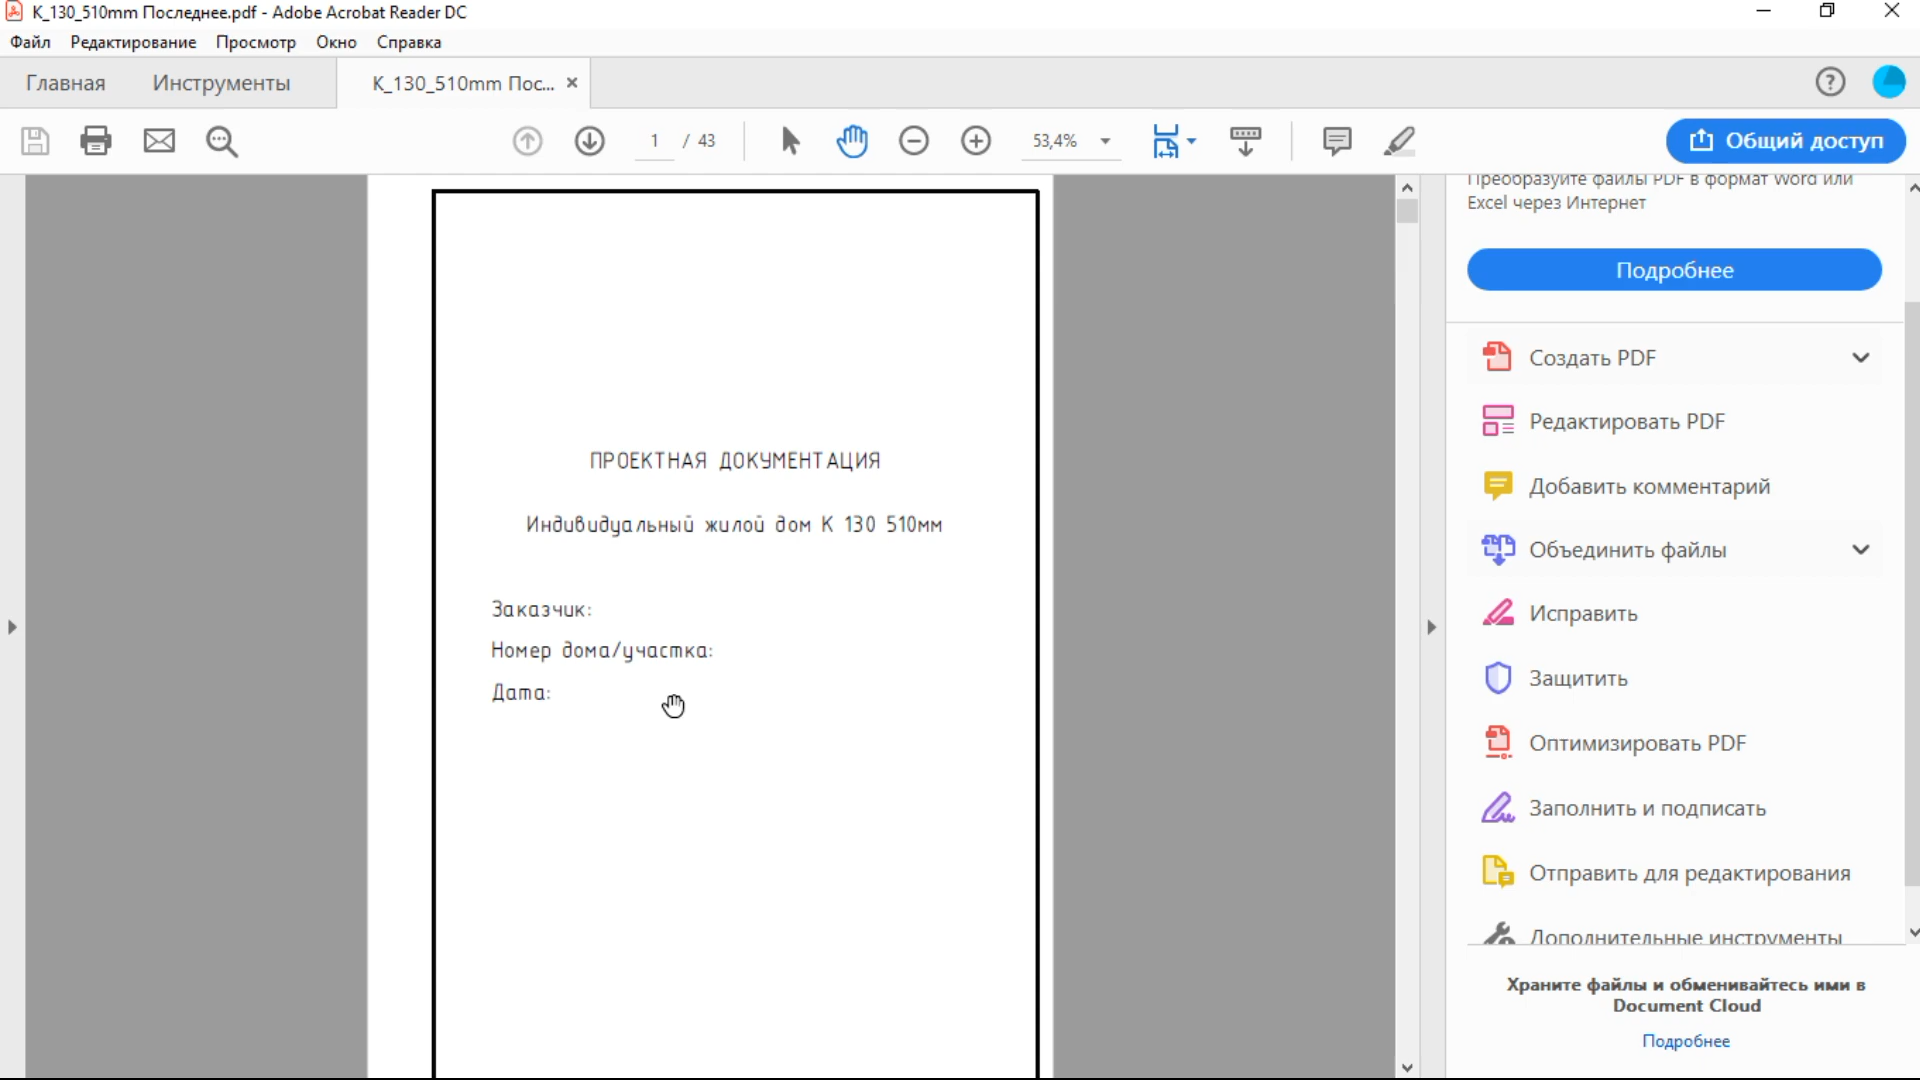 K_130_510mm Последнее.pdf - Adobe Acrobat Reader DC
Файл Редактирование Просмотр Окно Справка
Главная Инструменты K_130_510mm Пос... ×
1 / 43 53,4% Общий доступ
Преобразуйте файлы PDF в формат Word или
Excel через Интернет
Подробнее
Создать PDF
Редактировать PDF
Добавить комментарий
Объединить файлы
Исправить
Защитить
Оптимизировать PDF
Заполнить и подписать
Отправить для редактирования
Дополнительные инструменты
Храните файлы и обменивайтесь ими в
Document Cloud
Подробнее
ПРОЕКТНАЯ ДОКУМЕНТАЦИЯ
Индивидуальный жилой дом К 130 510мм
Заказчик:
Номер дома/участка:
Дата: